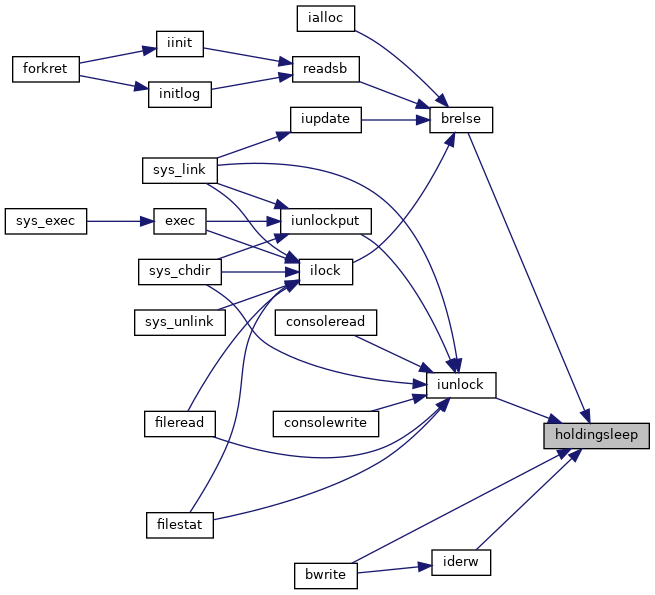 ialloc
iinit
forkret
readsb
initlog
iupdate
brelse
sys_link
sys_exec
exec
iunlockput
sys_chdir
ilock
sys_unlink
consoleread
iunlock
fileread
consolewrite
holdingsleep
filestat
iderw
bwrite